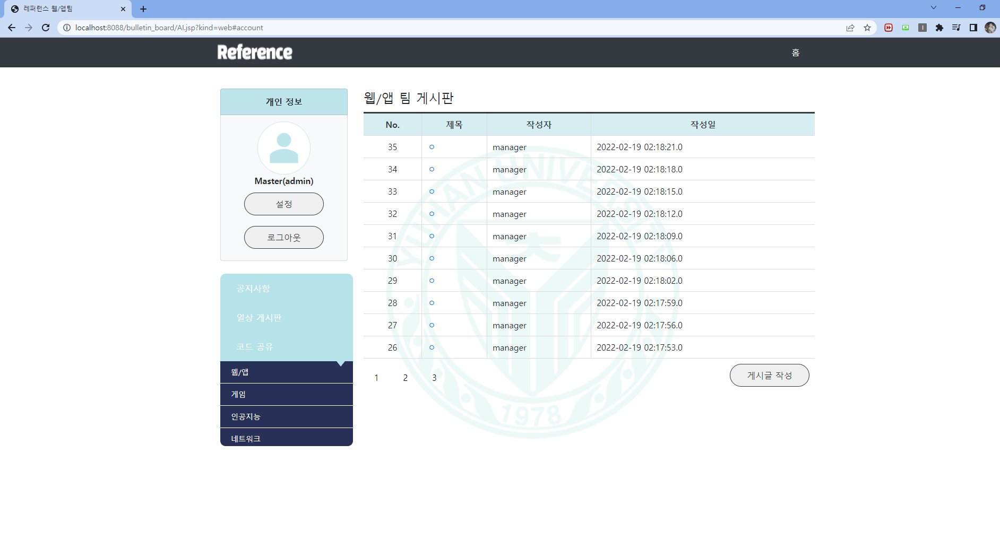 레퍼런스 웹/앱팀
localhost:8088/bulletin_board/AI.jsp?kind=web#account
Reference
홈
개인 정보
Master(admin)
설정
로그아웃
공지사항
일상 게시판
코드 공유
웹/앱
게임
인공지능
네트워크
웹/앱 팀 게시판
No. 제목 작성자 작성일
35 ㅇ manager 2022-02-19 02:18:21.0
34 ㅇ manager 2022-02-19 02:18:18.0
33 ㅇ manager 2022-02-19 02:18:15.0
32 ㅇ manager 2022-02-19 02:18:12.0
31 ㅇ manager 2022-02-19 02:18:09.0
30 ㅇ manager 2022-02-19 02:18:06.0
29 ㅇ manager 2022-02-19 02:18:02.0
28 ㅇ manager 2022-02-19 02:17:59.0
27 ㅇ manager 2022-02-19 02:17:56.0
26 ㅇ manager 2022-02-19 02:17:53.0
1 2 3
게시글 작성
YUHAN UNIVERSITY
大
1978